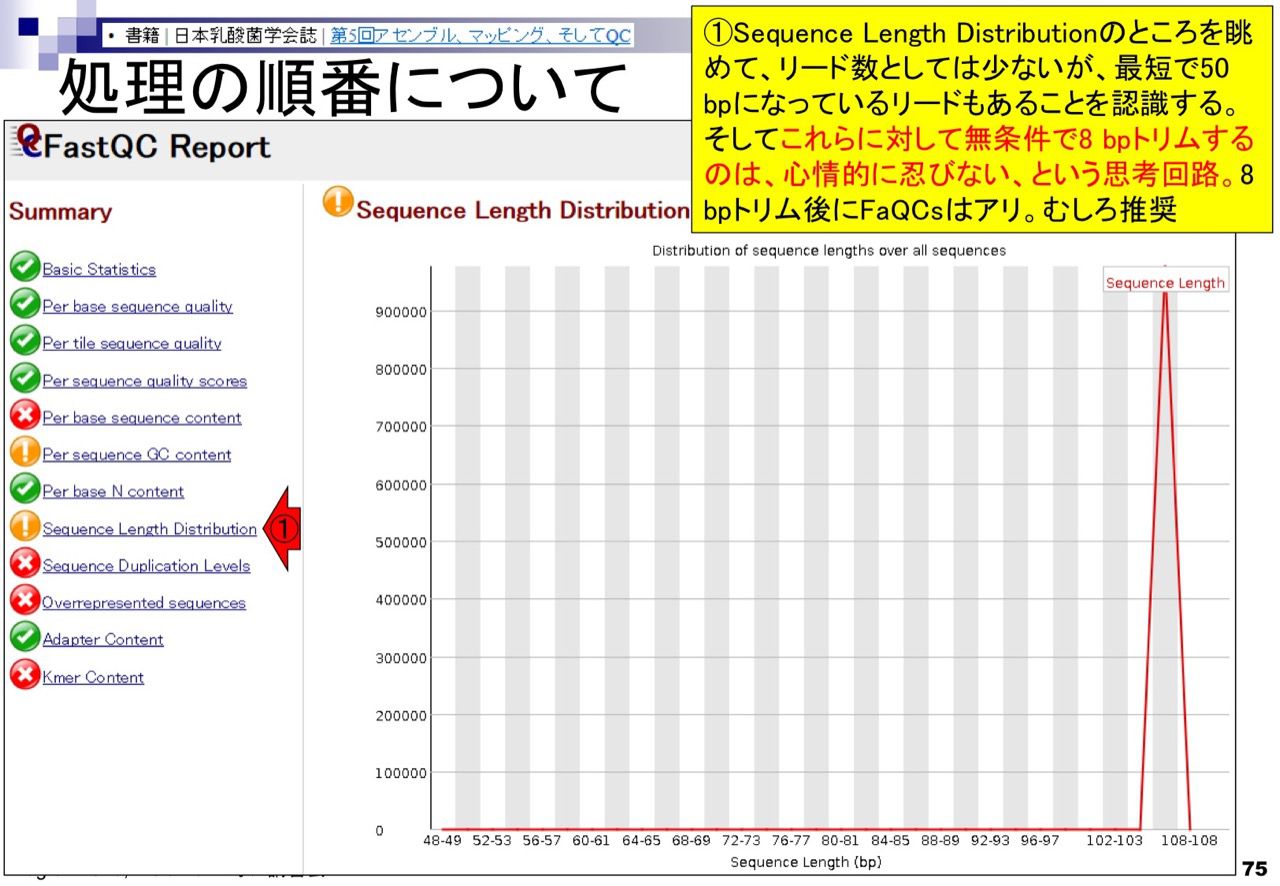 • 書籍 | 日本乳酸菌学会誌 | 第5回アセンブル、マッピング、そしてQC
処理の順番について
①Sequence Length Distributionのところを眺
めて、リード数としては少ないが、最短で50
bpになっているリードもあることを認識する。
そしてこれらに対して無条件で8 bpトリムする
のは、心情的に忍びない、という思考回路。8
bpトリム後にFaQCsはアリ。むしろ推奨
FastQC Report
Summary
Basic Statistics
Per base sequence quality
Per tile sequence quality
Per sequence quality scores
Per base sequence content
Per sequence GC content
Per base N content
Sequence Length Distribution
①
Sequence Duplication Levels
Overrepresented sequences
Adapter Content
Kmer Content
Sequence Length Distribution
Distribution of sequence lengths over all sequences
Sequence Length
900000
800000
700000
600000
500000
400000
300000
200000
100000
0
48-49 52-53 56-57 60-61 64-65 68-69 72-73 76-77 80-81 84-85 88-89 92-93 96-97 102-103 108-108
Sequence Length (bp)
75